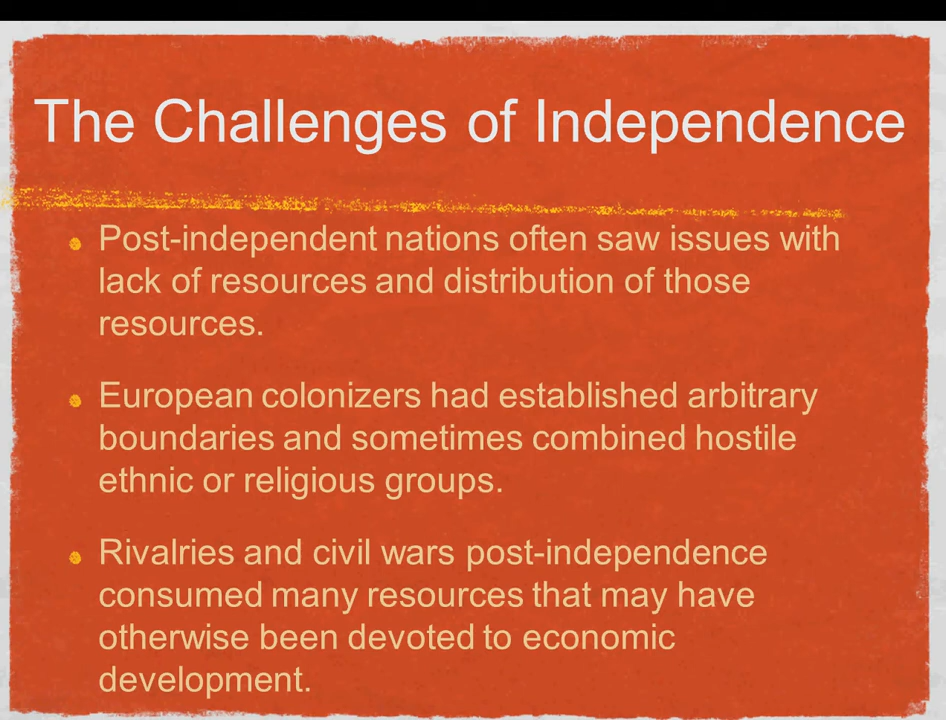 The Challenges of Independence
Post-independent nations often saw issues with
lack of resources and distribution of those
resources.
European colonizers had established arbitrary
boundaries and sometimes combined hostile
ethnic or religious groups.
Rivalries and civil wars post-independence
consumed many resources that may have
otherwise been devoted to economic
development.